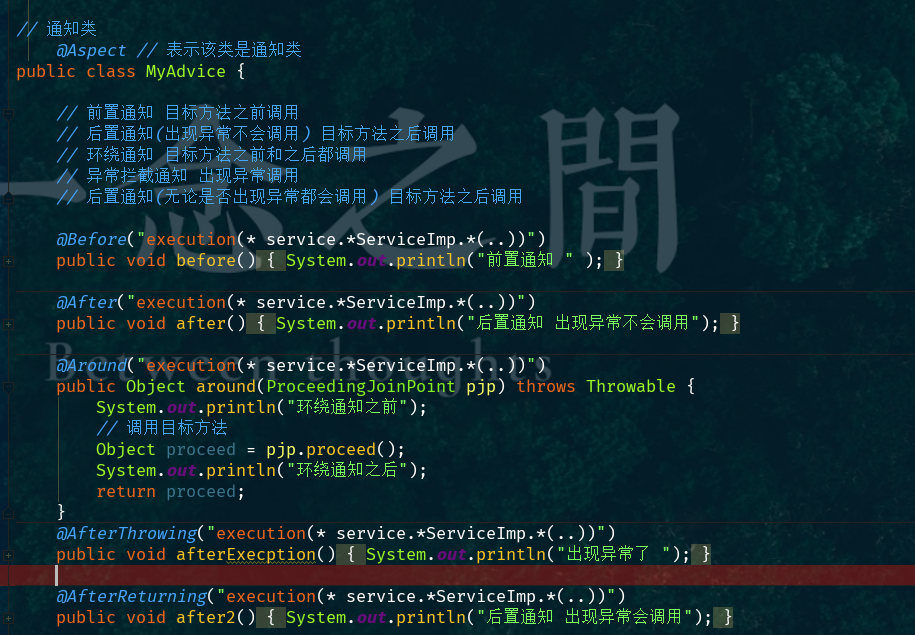 // 通知类
@Aspect // 表示该类是通知类
public class MyAdvice {
// 前置通知 目标方法之前调用
// 后置通知(出现异常不会调用) 目标方法之后调用
// 环绕通知 目标方法之前和之后都调用
// 异常拦截通知 出现异常调用
// 后置通知(无论是否出现异常都会调用) 目标方法之后调用
一念之間
@Before("execution(* service.*ServiceImp.*(..))")
public void before() { System.out.println("前置通知 " ); }
@After("execution(* service.*ServiceImp.*(..))")
public void after() { System.out.println("后置通知 出现异常不会调用"); }
Between thoughts
@Around("execution(* service.*ServiceImp.*(..))")
public Object around(ProceedingJoinPoint pjp) throws Throwable {
System.out.println("环绕通知之前");
// 调用目标方法
Object proceed = pjp.proceed();
System.out.println("环绕通知之后");
return proceed;
}
@AfterThrowing("execution(* service.*ServiceImp.*(..))")
public void afterExecption() { System.out.println("出现异常了 "); }
@AfterReturning("execution(* service.*ServiceImp.*(..))")
public void after2() { System.out.println("后置通知 出现异常会调用"); }